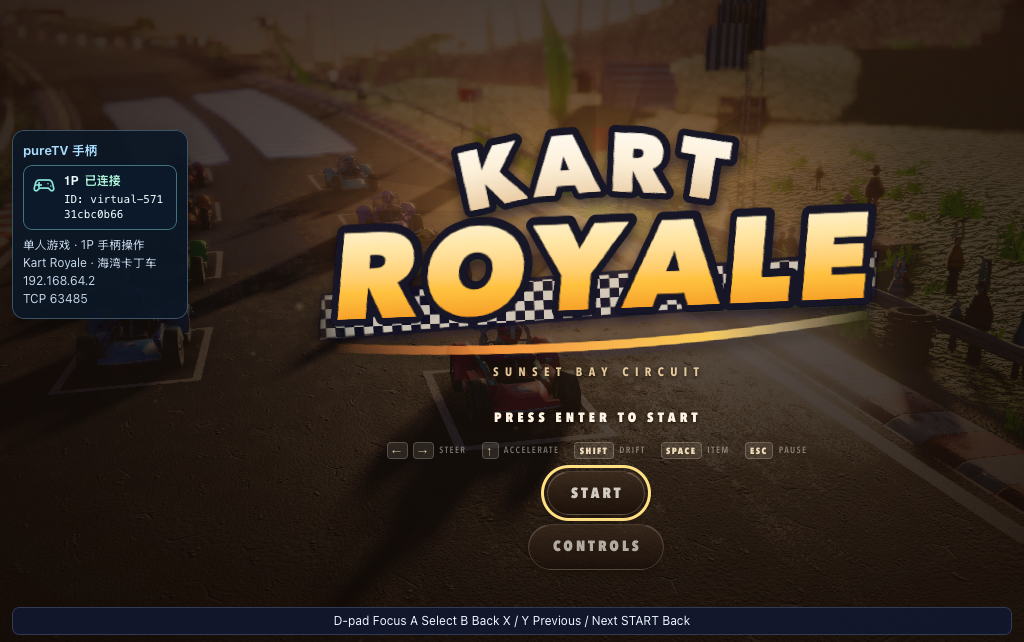 pureTV 手柄
1P 已连接
ID: virtual-571
31cbc0b66
单人游戏 · 1P 手柄操作
Kart Royale · 海湾卡丁车
192.168.64.2
TCP 63485
KART
ROYALE
SUNSET BAY CIRCUIT
PRESS ENTER TO START
← → STEER ↑ ACCELERATE SHIFT DRIFT SPACE ITEM ESC PAUSE
START
CONTROLS
D-pad Focus A Select B Back X / Y Previous / Next START Back